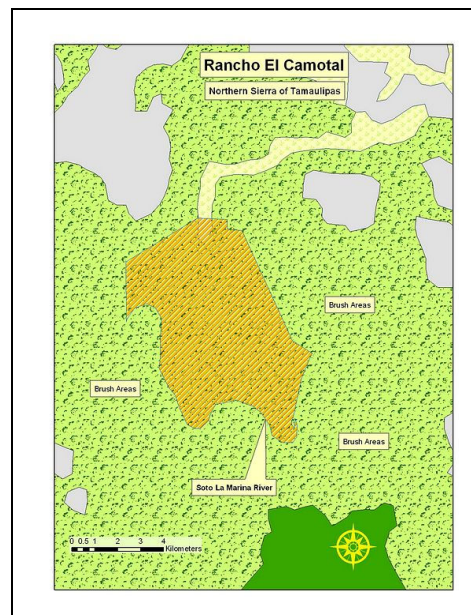 Rancho El Camotal
Northern Sierra of Tamaulipas
Brush Areas
Brush Areas
Brush Areas
Soto La Marina River
0 0.5 1 2 3 4
Kilometers